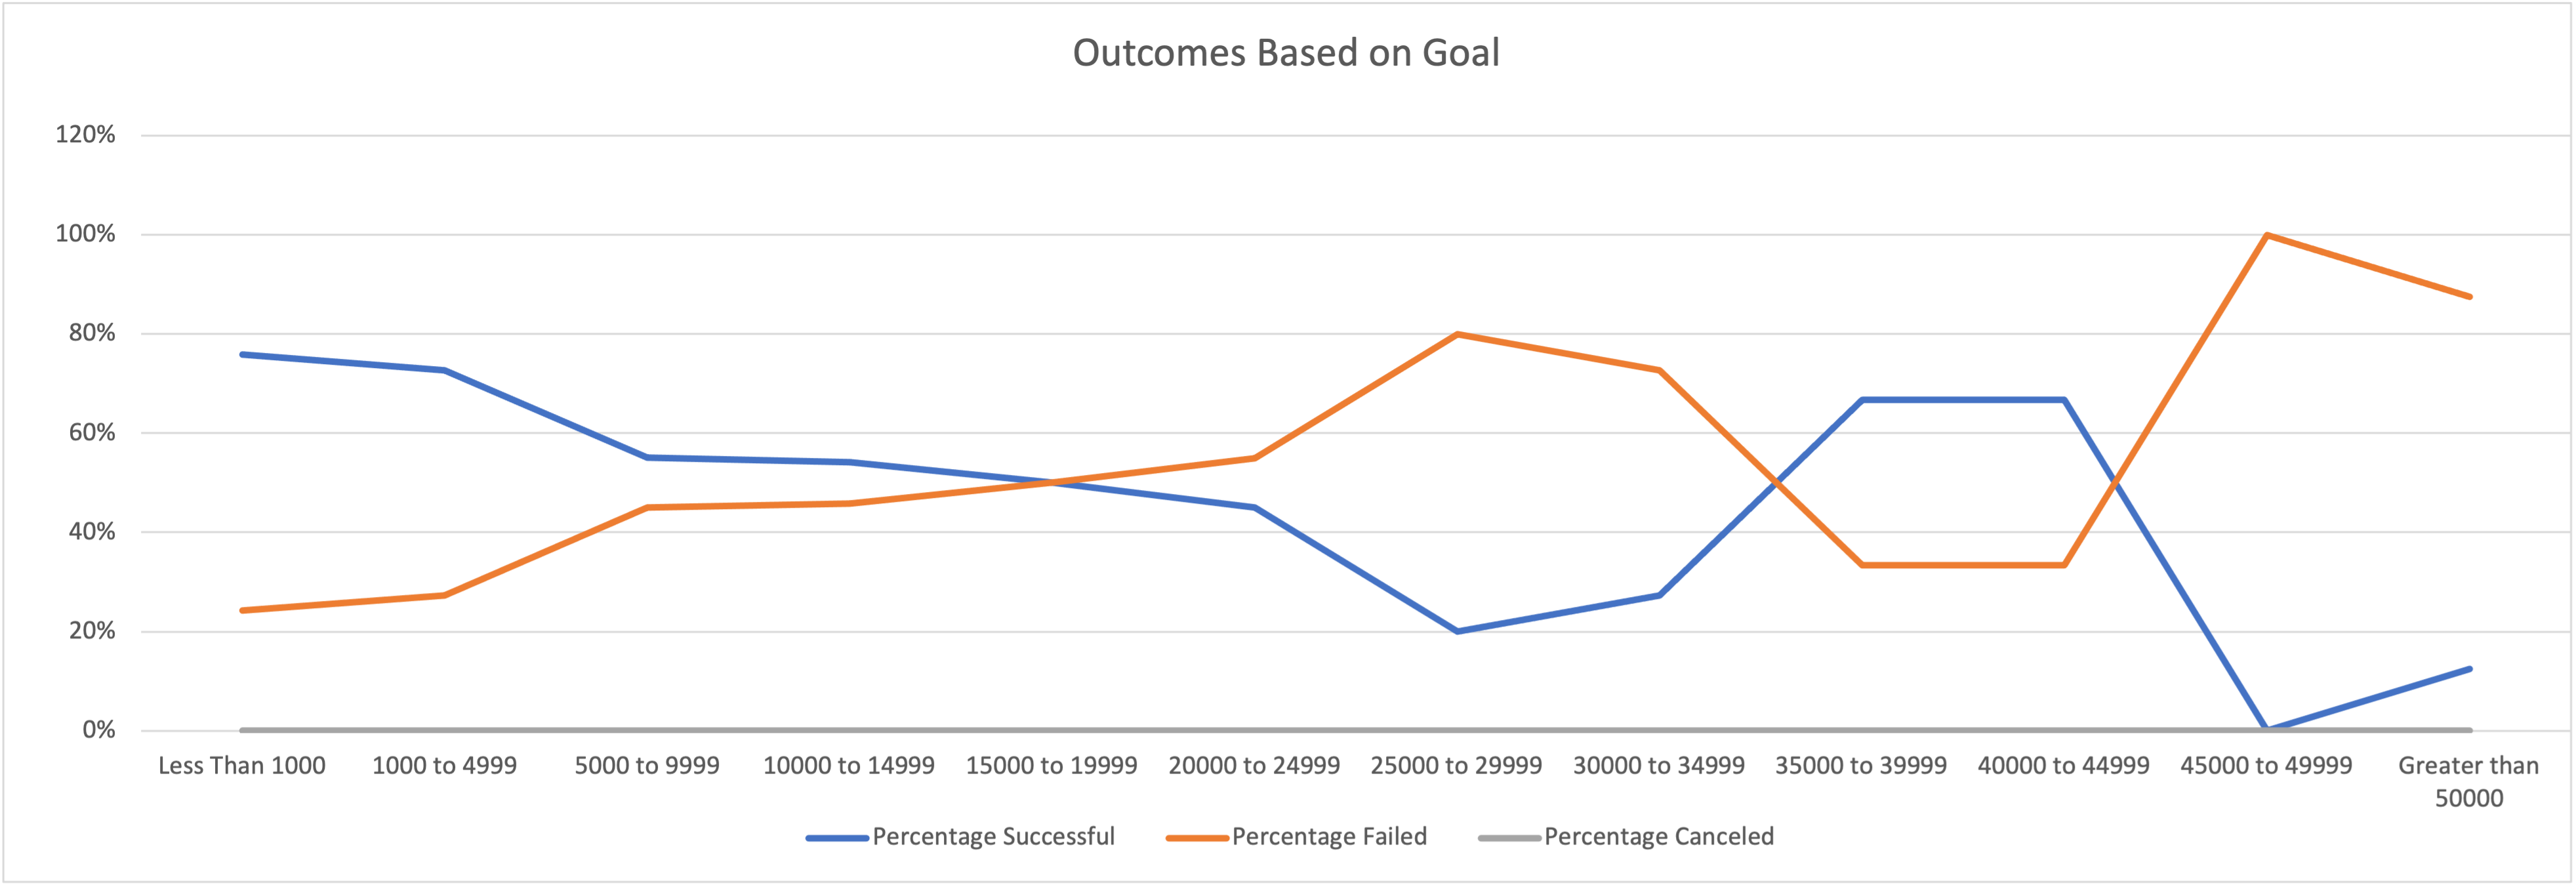 Outcomes Based on Goal
120%
100%
80%
60%
40%
20%
0%
Less Than 1000
1000 to 4999
5000 to 9999
10000 to 14999
15000 to 19999
20000 to 24999
25000 to 29999
30000 to 34999
35000 to 39999
40000 to 44999
45000 to 49999
Greater than
50000
Percentage Successful
Percentage Failed
Percentage Canceled